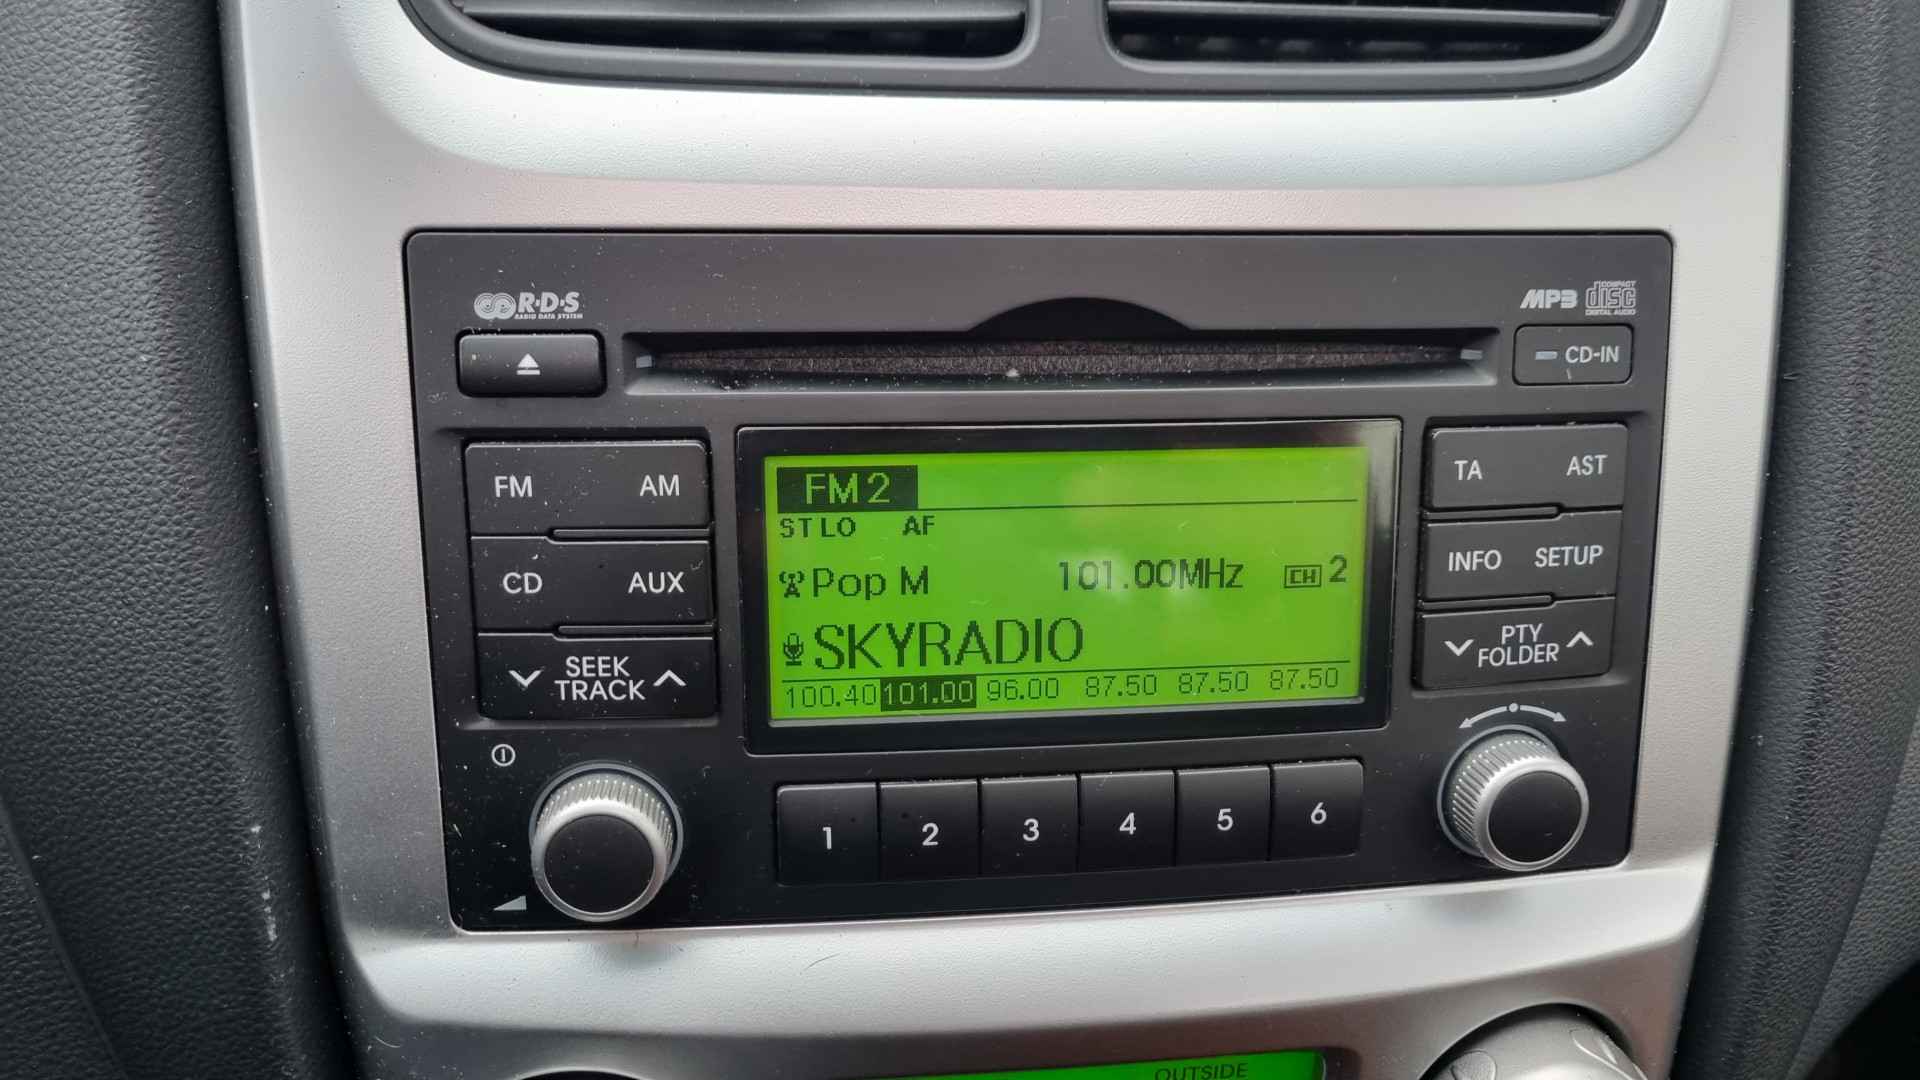 R·D·S
RADIO DATA SYSTEM
MP3
COMPACT
disc
DIGITAL AUDIO
CD-IN
FM AM
CD AUX
SEEK
TRACK
FM2
ST LO AF
Pop M 101.00MHz CH 2
SKYRADIO
100.40 101.00 96.00 87.50 87.50 87.50
TA AST
INFO SETUP
PTY
FOLDER
1 2 3 4 5 6
OUTSIDE